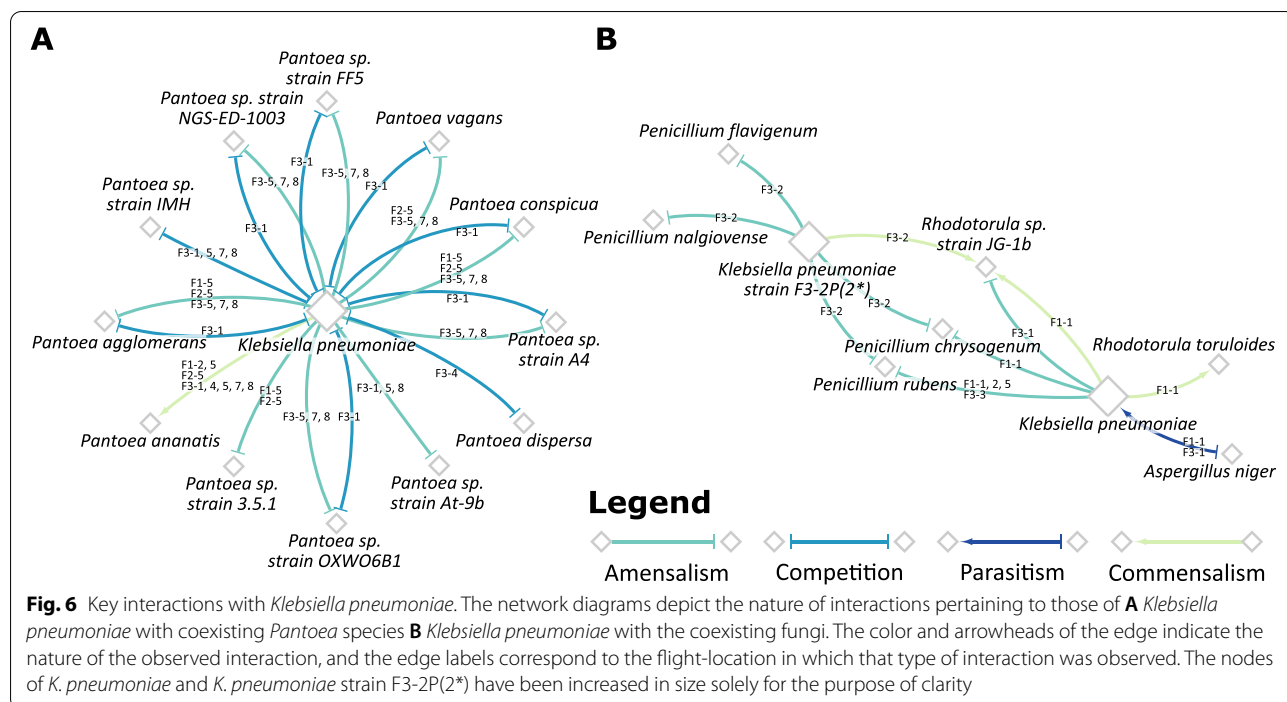 A
B
Pantoea sp.
strain FF5
Pantoea sp. strain
NGS-ED-1003
Pantoea vagans
Pantoea sp.
strain IMH
Pantoea conspicua
F3-1
F3-5, 7, 8
F3-5, 7, 8
F3-1
F2-5
F3-5, 7, 8
F3-1
F3-1
F3-1, 5, 7, 8
F1-5
F2-5
F3-5, 7, 8
F1-5
F2-5
F3-5, 7, 8
F3-1
F3-1
F3-5, 7, 8
Pantoea agglomerans
Klebsiella pneumoniae
Pantoea sp.
strain A4
F1-2, 5
F2-5
F3-1, 4, 5, 7, 8
F1-5
F2-5
F3-1, 5, 8
F3-4
F3-5, 7, 8
F3-1
Pantoea ananatis
Pantoea dispersa
Pantoea sp.
strain 3.5.1
Pantoea sp.
strain At-9b
Pantoea sp.
strain OXWO6B1
Penicillium flavigenum
F3-2
F3-2
Penicillium nalgiovense
Rhodotorula sp.
strain JG-1b
F3-2
Klebsiella pneumoniae
strain F3-2P(2*)
F3-2
F3-2
F3-1
F1-1
Penicillium chrysogenum
Rhodotorula toruloides
F1-1
Penicillium rubens
F1-1, 2, 5
F3-3
F1-1
Klebsiella pneumoniae
F1-1
F3-1
Aspergillus niger
Legend
Amensalism
Competition
Parasitism
Commensalism
Fig. 6 Key interactions with Klebsiella pneumoniae. The network diagrams depict the nature of interactions pertaining to those of A Klebsiella
pneumoniae with coexisting Pantoea species B Klebsiella pneumoniae with the coexisting fungi. The color and arrowheads of the edge indicate the
nature of the observed interaction, and the edge labels correspond to the flight-location in which that type of interaction was observed. The nodes
of K. pneumoniae and K. pneumoniae strain F3-2P(2*) have been increased in size solely for the purpose of clarity